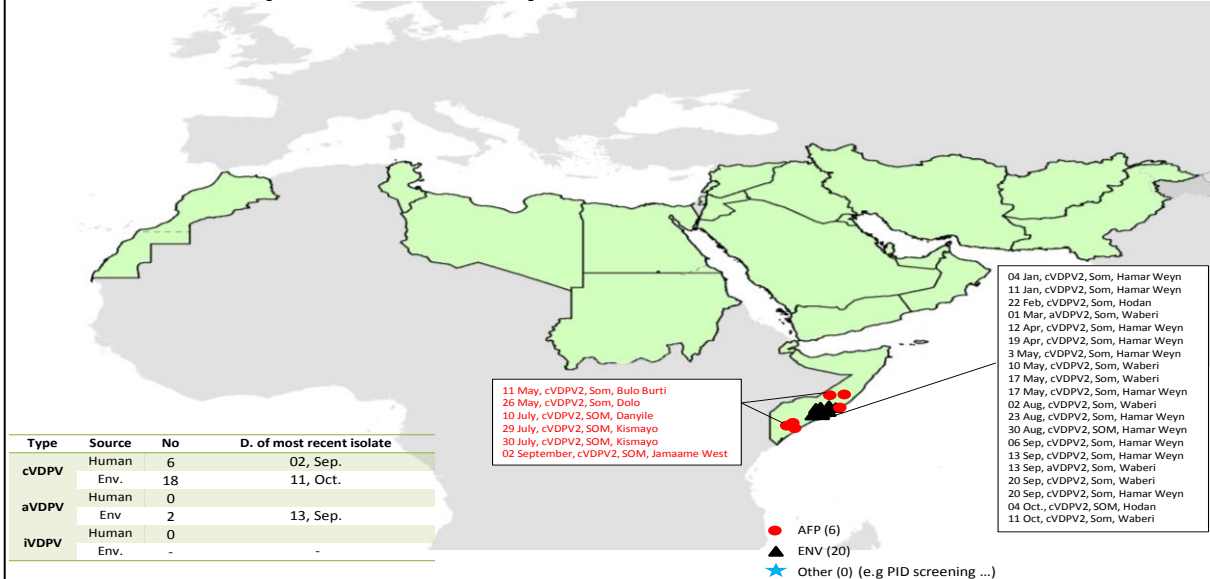 11 May, cVDPV2, Som, Bulo Burti
26 May, cVDPV2, Som, Dolo
10 July, cVDPV2, SOM, Danyile
29 July, cVDPV2, SOM, Kismayo
30 July, cVDPV2, SOM, Kismayo
02 September, cVDPV2, SOM, Jamaame West
04 Jan, cVDPV2, Som, Hamar Weyn
11 Jan, cVDPV2, Som, Hamar Weyn
22 Feb, cVDPV2, Som, Hodan
01 Mar, aVDPV2, Som, Waberi
12 Apr, cVDPV2, Som, Hamar Weyn
19 Apr, cVDPV2, Som, Hamar Weyn
3 May, cVDPV2, Som, Hamar Weyn
10 May, cVDPV2, Som, Waberi
17 May, cVDPV2, Som, Waberi
17 May, cVDPV2, Som, Hamar Weyn
02 Aug, cVDPV2, Som, Waberi
23 Aug, cVDPV2, Som, Hamar Weyn
30 Aug, cVDPV2, SOM, Hamar Weyn
06 Sep, cVDPV2, Som, Hamar Weyn
13 Sep, cVDPV2, Som, Hamar Weyn
13 Sep, aVDPV2, Som, Waberi
20 Sep, cVDPV2, Som, Waberi
20 Sep, cVDPV2, Som, Hamar Weyn
04 Oct., cVDPV2, SOM, Hodan
11 Oct, cVDPV2, Som, Waberi
Type Source No D. of most recent isolate
cVDPV Human 6 02, Sep.
Env. 18 11, Oct.
aVDPV Human 0
Env 2 13, Sep.
iVDPV Human 0
Env. - -
AFP (6)
ENV (20)
Other (0) (e.g PID screening ...)